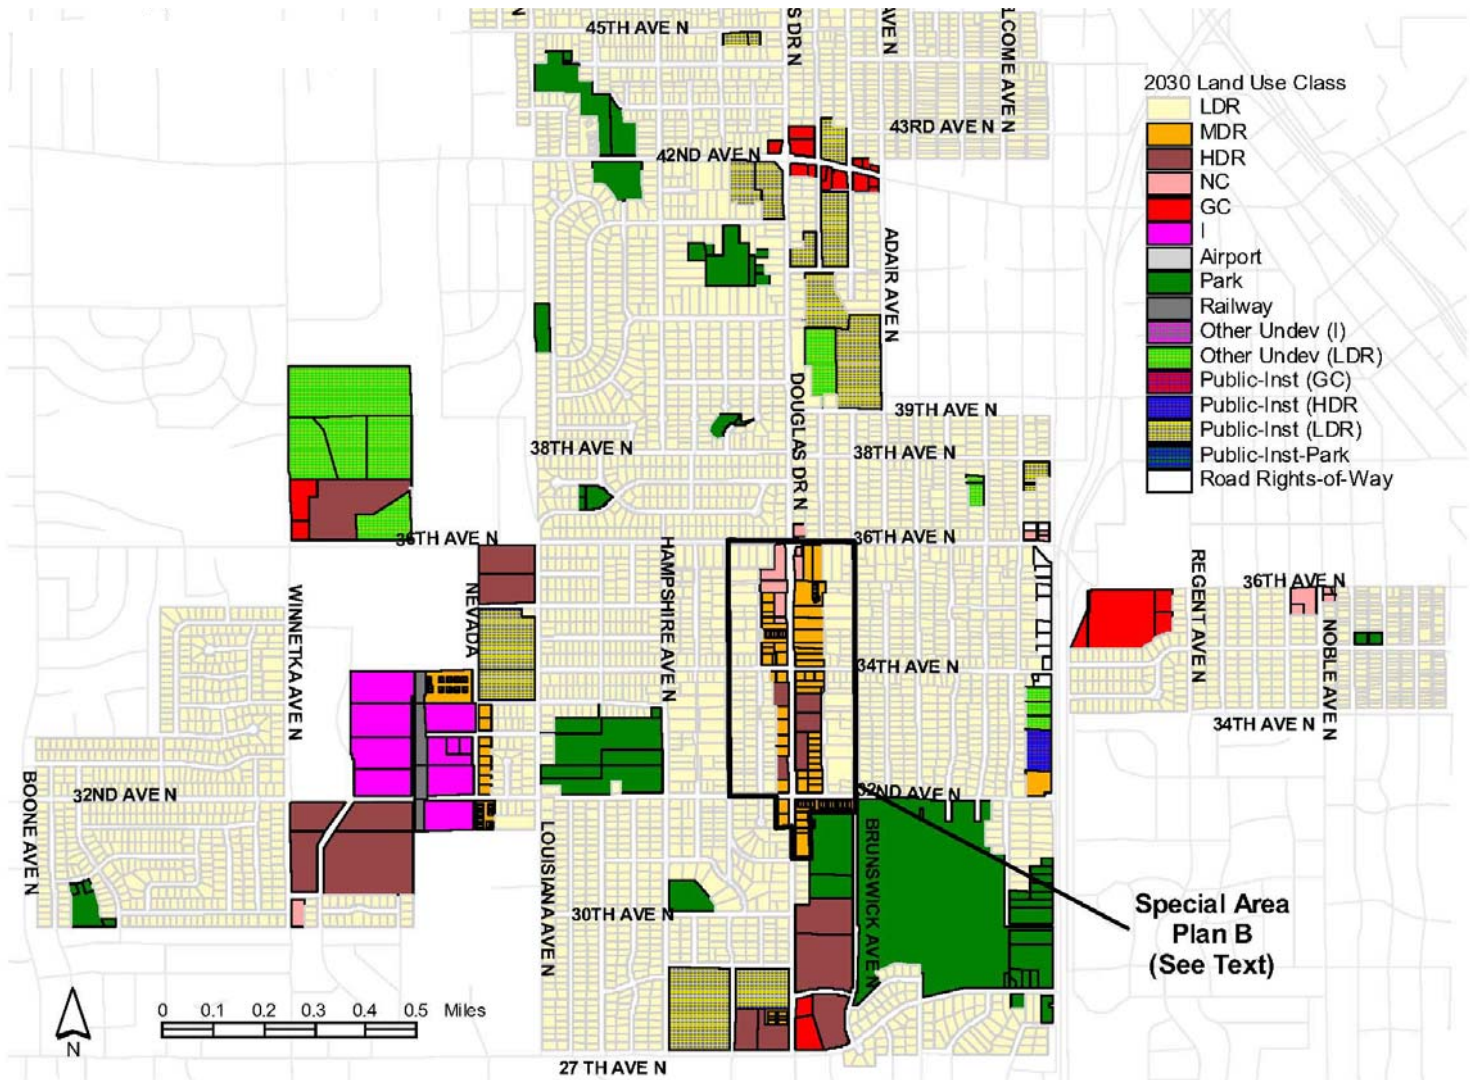 N
S DR N
AVE N
LCOME AVE N
45TH AVE N
43RD AVE N
42ND AVE N
ADAIR AVE N
DOUGLAS DR N
39TH AVE N
38TH AVE N
38TH AVE N
36TH AVE N
36TH AVE N
36TH AVE N
HAMPSHIRE AVE N
NEVADA
WINNETKA AVE N
REGENT AVE N
NOBLE AVE N
34TH AVE N
34TH AVE N
32ND AVE N
32ND AVE N
BOONE AVE N
LOUISIANA AVE N
BRUNSWICK AVE N
30TH AVE N
27 TH AVE N
2030 Land Use Class
LDR
MDR
HDR
NC
GC
I
Airport
Park
Railway
Other Undev (I)
Other Undev (LDR)
Public-Inst (GC)
Public-Inst (HDR
Public-Inst (LDR)
Public-Inst-Park
Road Rights-of-Way
Special Area
Plan B
(See Text)
0 0.1 0.2 0.3 0.4 0.5 Miles
N